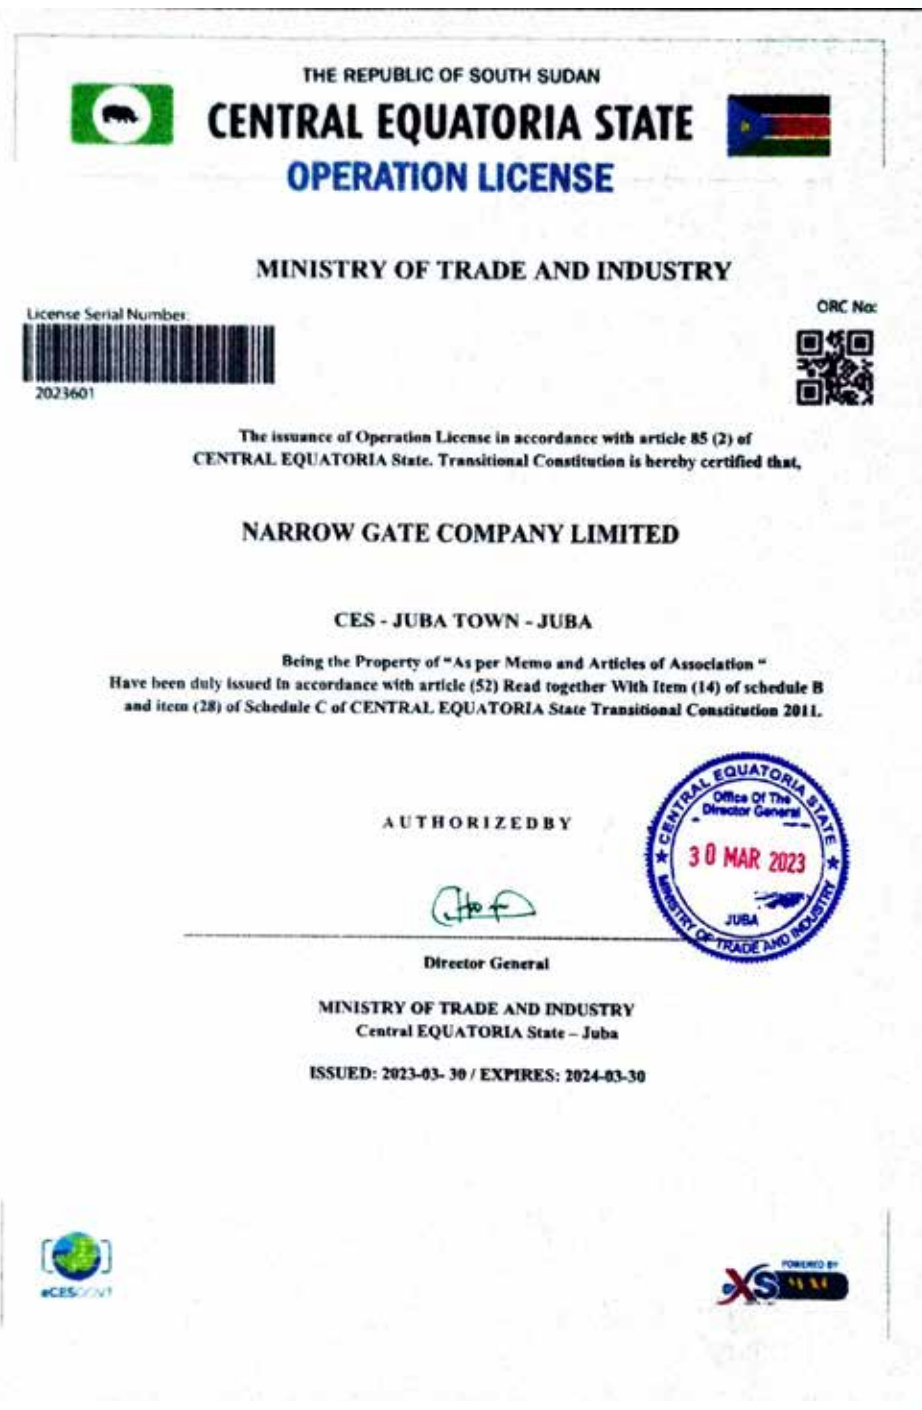 THE REPUBLIC OF SOUTH SUDAN
CENTRAL EQUATORIA STATE
OPERATION LICENSE
MINISTRY OF TRADE AND INDUSTRY
License Serial Number:
ORC No:
2023601
The issuance of Operation License in accordance with article 85 (2) of
CENTRAL EQUATORIA State. Transitional Constitution is hereby certified that,
NARROW GATE COMPANY LIMITED
CES - JUBA TOWN - JUBA
Being the Property of "As per Memo and Articles of Association "
Have been duly issued in accordance with article (52) Read together With Item (14) of schedule B
and item (28) of Schedule C of CENTRAL EQUATORIA State Transitional Constitution 2011.
AUTHORIZEDBY
CENTRAL EQUATORIA STATE
Office Of The
Director General
30 MAR 2023
JUBA
MINISTRY OF TRADE AND INDUSTRY
Director General
MINISTRY OF TRADE AND INDUSTRY
Central EQUATORIA State – Juba
ISSUED: 2023-03- 30 / EXPIRES: 2024-03-30
eCESGOVT
POWERED BY
XS